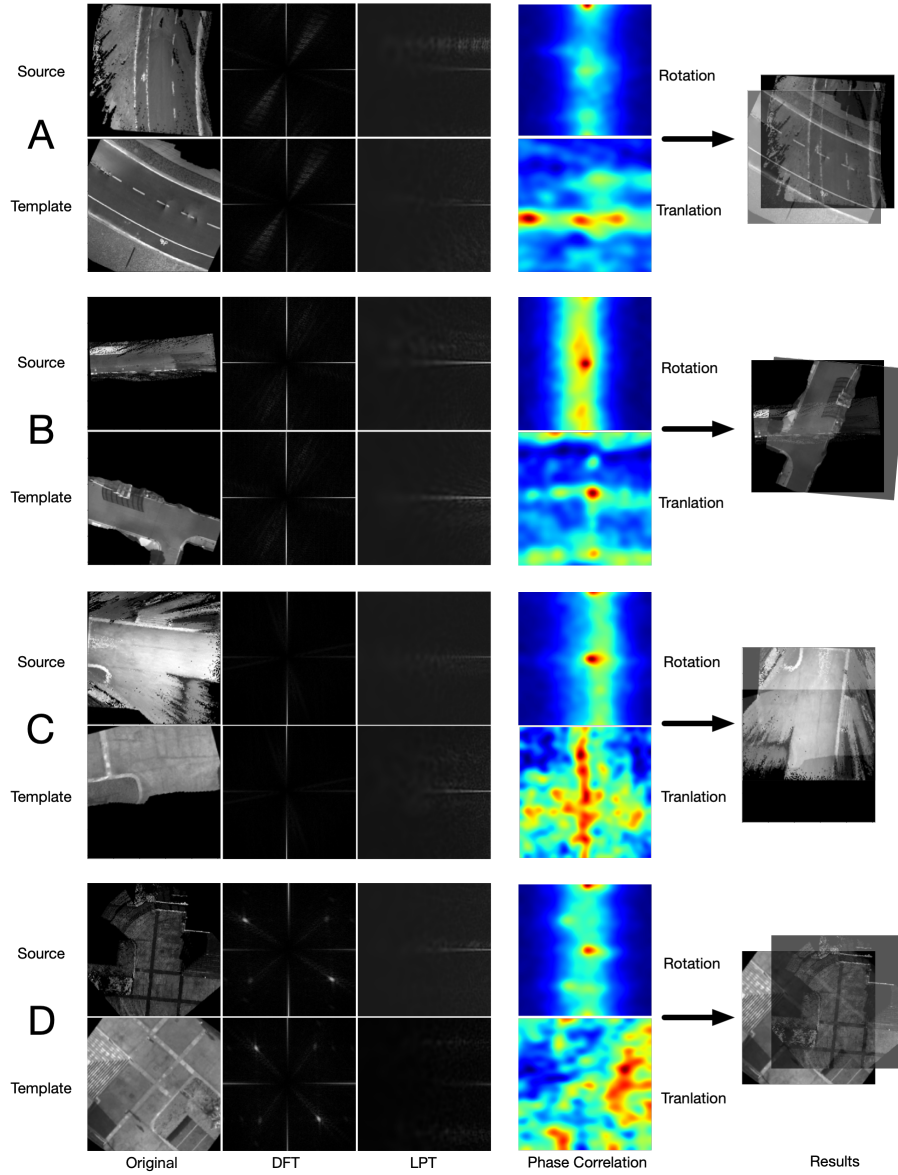 Source
Rotation
A
Template
Tranlation
Source
Rotation
B
Template
Tranlation
Source
Rotation
C
Template
Tranlation
Source
Rotation
D
Template
Tranlation
Original DFT LPT Phase Correlation Results